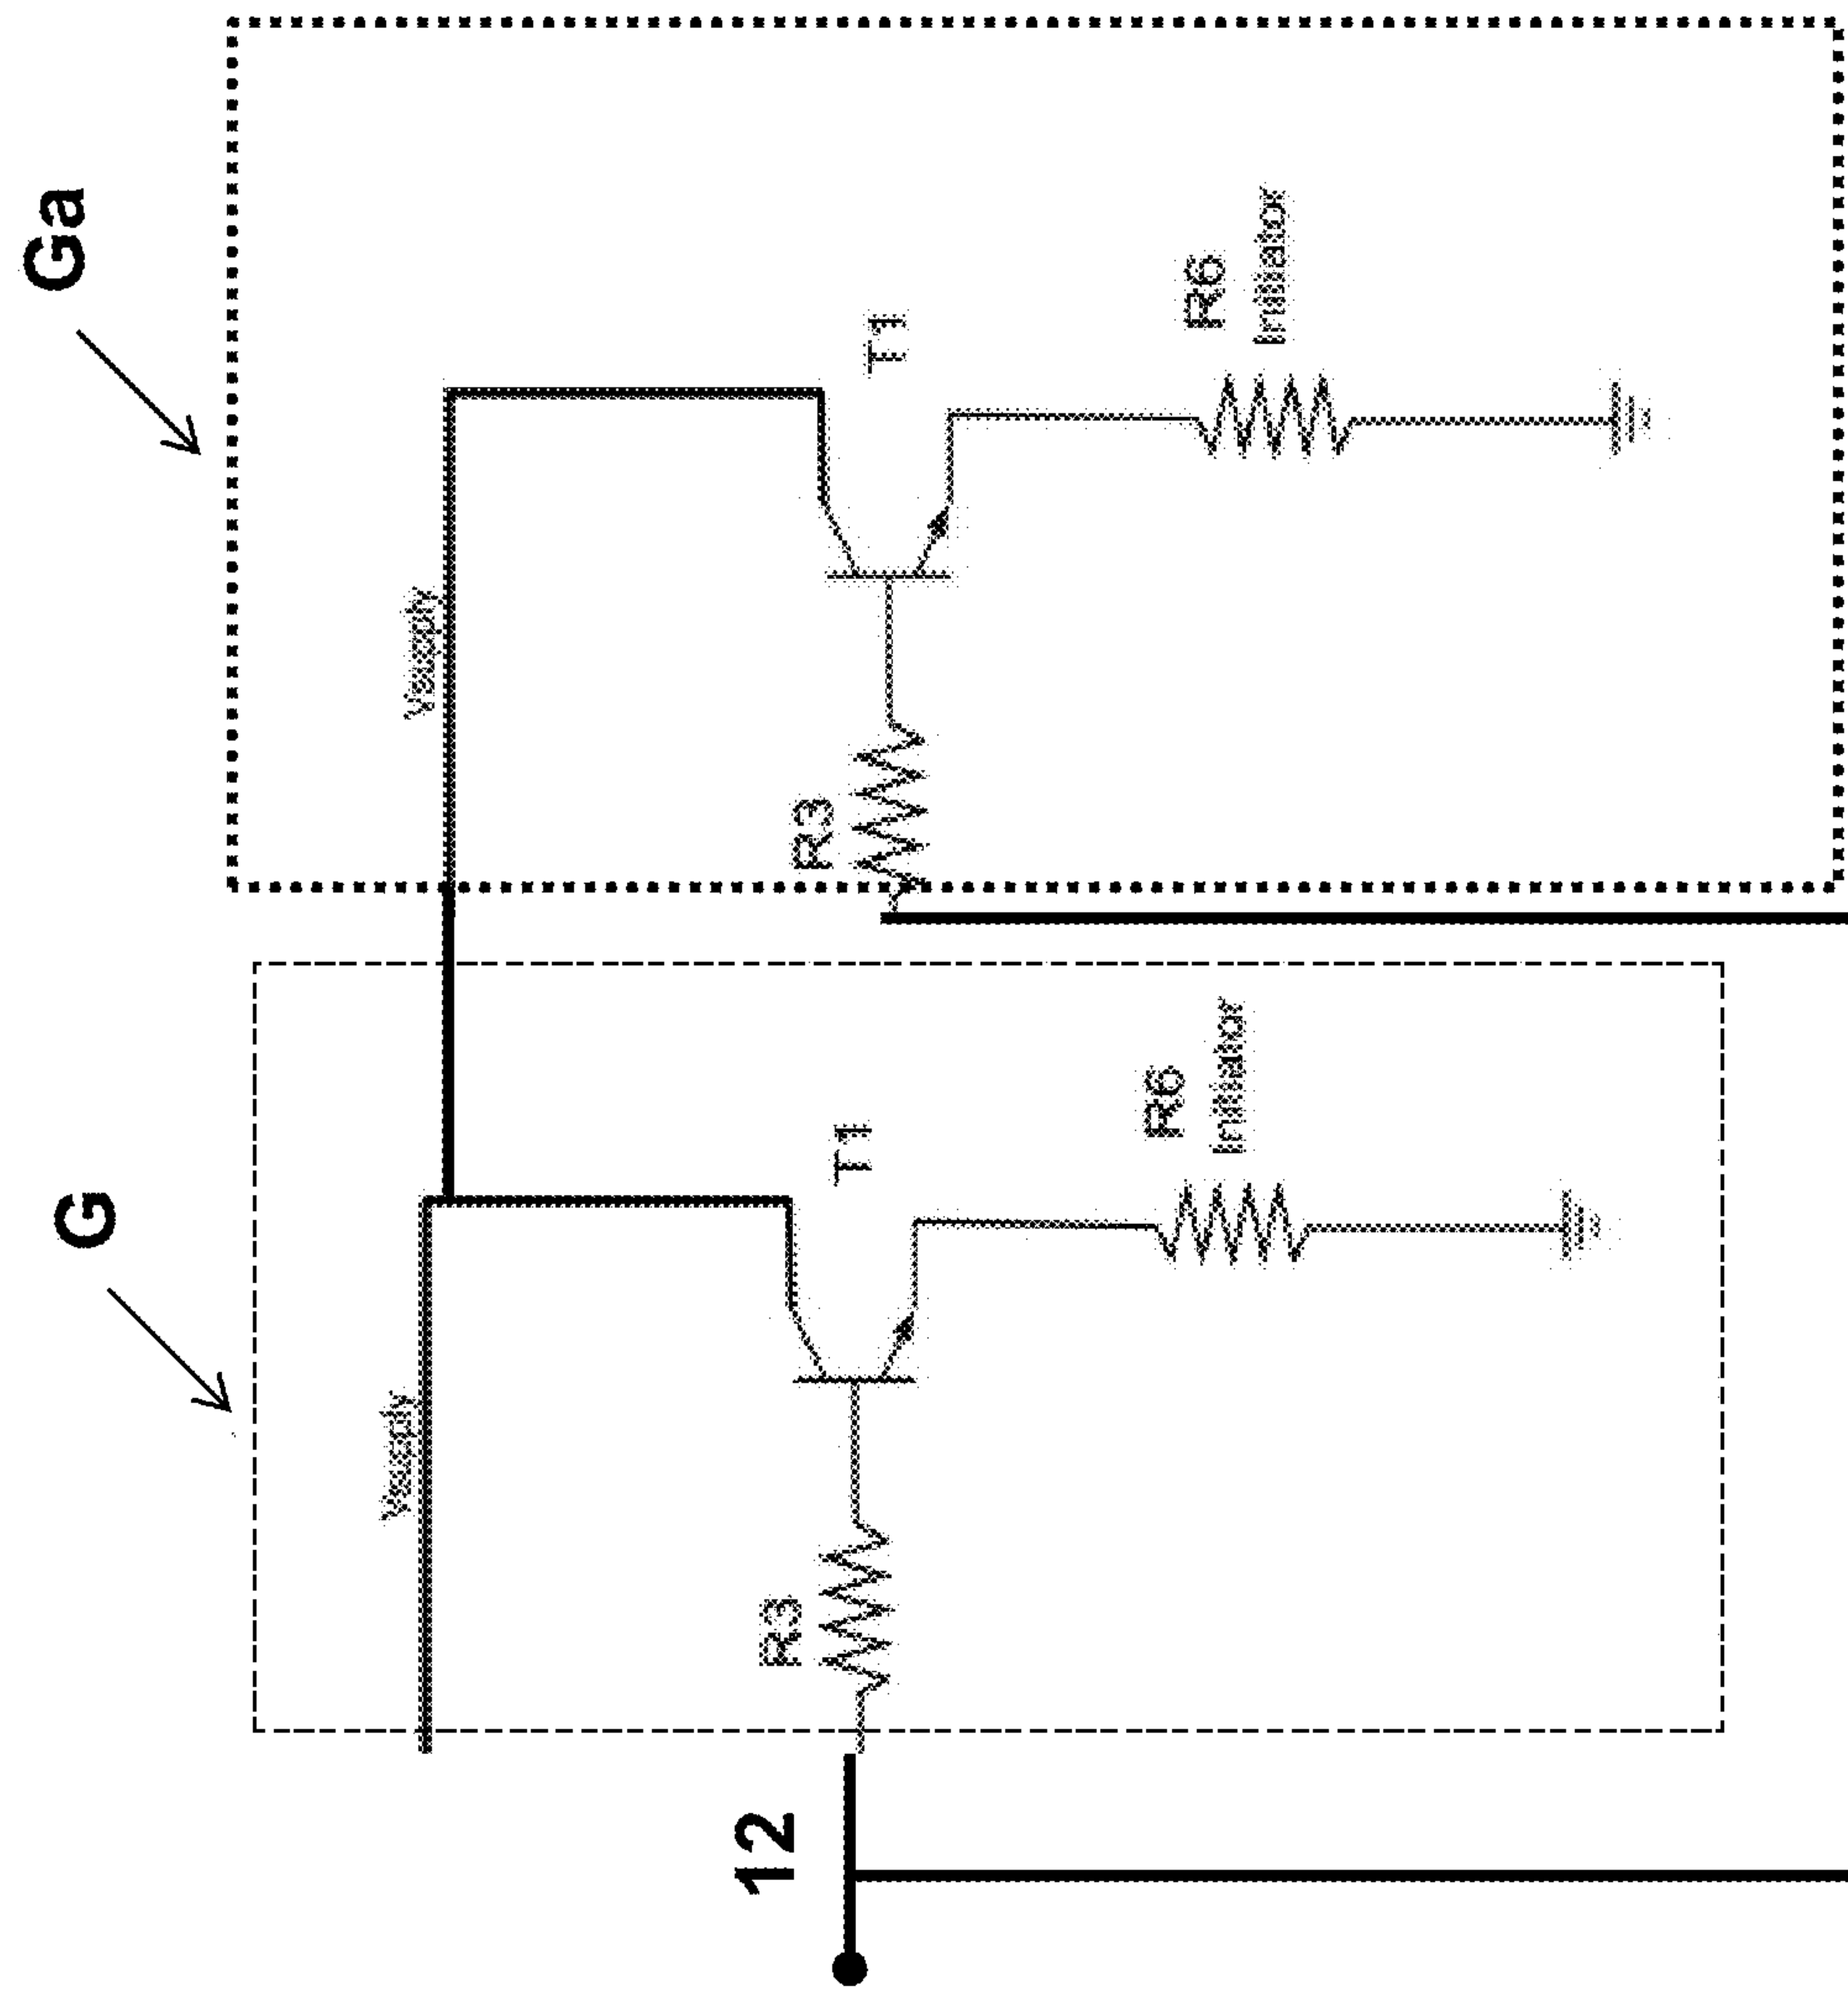 G
Vsupply
R3
T1
R6
Initiator
12
Ga
Vsupply
R3
T1
R6
Initiator